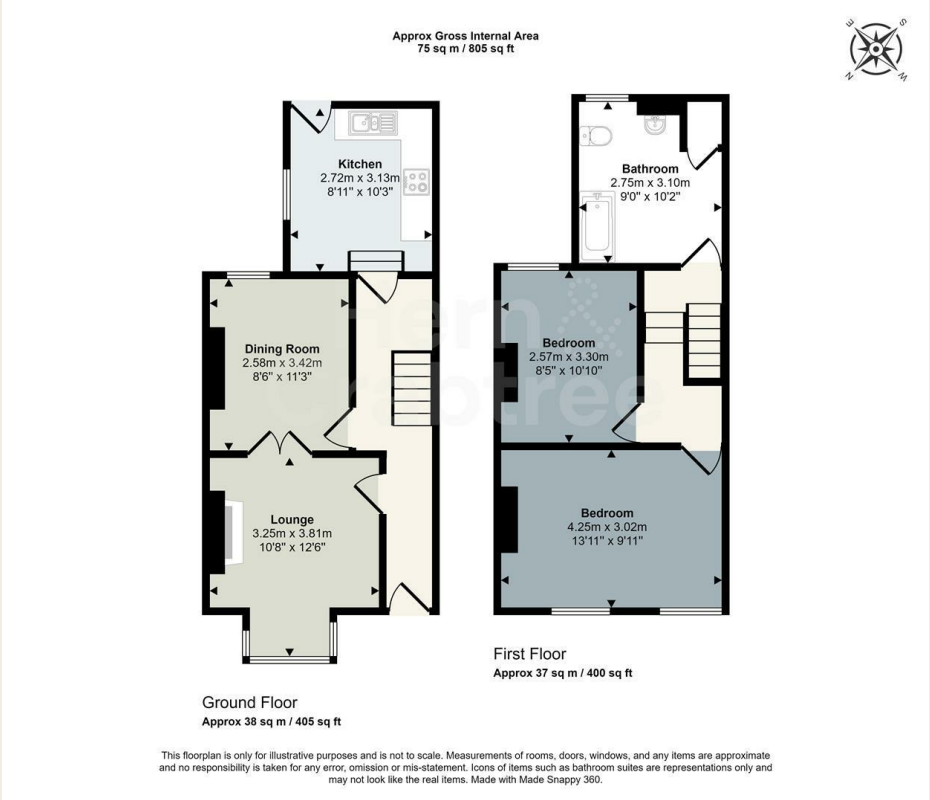 Approx Gross Internal Area
75 sq m / 805 sq ft
E
S
N
W
Kitchen
2.72m x 3.13m
8'11" x 10'3"
Dining Room
2.58m x 3.42m
8'6" x 11'3"
Lounge
3.25m x 3.81m
10'8" x 12'6"
Ground Floor
Approx 38 sq m / 405 sq ft
Bathroom
2.75m x 3.10m
9'0" x 10'2"
Bedroom
2.57m x 3.30m
8'5" x 10'10"
Bedroom
4.25m x 3.02m
13'11" x 9'11"
First Floor
Approx 37 sq m / 400 sq ft
Hern &
Crabtree
This floorplan is only for illustrative purposes and is not to scale. Measurements of rooms, doors, windows, and any items are approximate
and no responsibility is taken for any error, omission or mis-statement. Icons of items such as bathroom suites are representations only and
may not look like the real items. Made with Made Snappy 360.